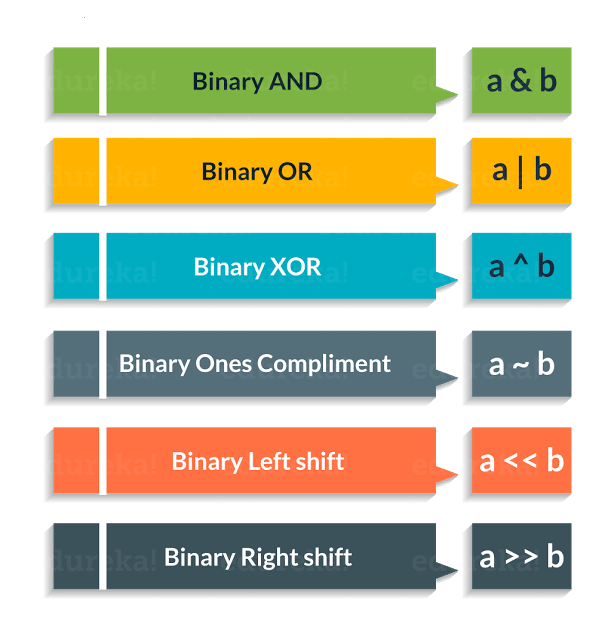 Binary AND a & b
Binary OR a | b
Binary XOR a ^ b
Binary Ones Compliment a ~ b
Binary Left shift a << b
Binary Right shift a >> b